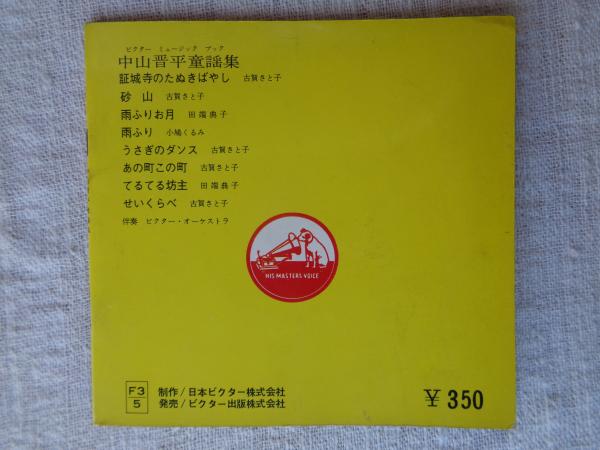 ビクター ミュージック ブック
中山晋平童謡集
証城寺のたぬきばやし 古賀さと子
砂山 古賀さと子
雨ふりお月 田端典子
雨ふり 小鳩くるみ
うさぎのダンス 古賀さと子
あの町この町 古賀さと子
てるてる坊主 田端典子
せいくらべ 古賀さと子
伴奏 ビクター・オーケストラ
HIS MASTERS VOICE
F3
5
制作/日本ビクター株式会社
発売/ビクター出版株式会社
¥350